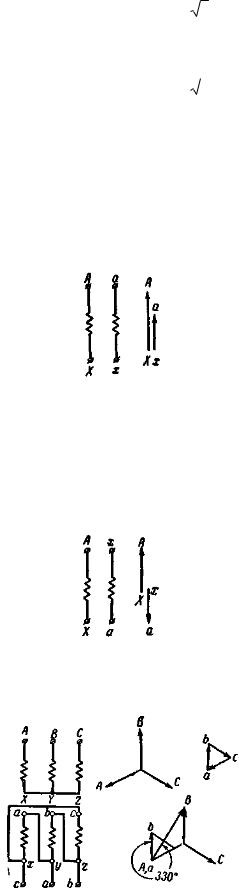 √
√
A a A
a
X x X x
A x A
X x
X a a
A B C B
b
A C a c
X Y Z
a b c B
b
x y z A,a C
c a b 330°